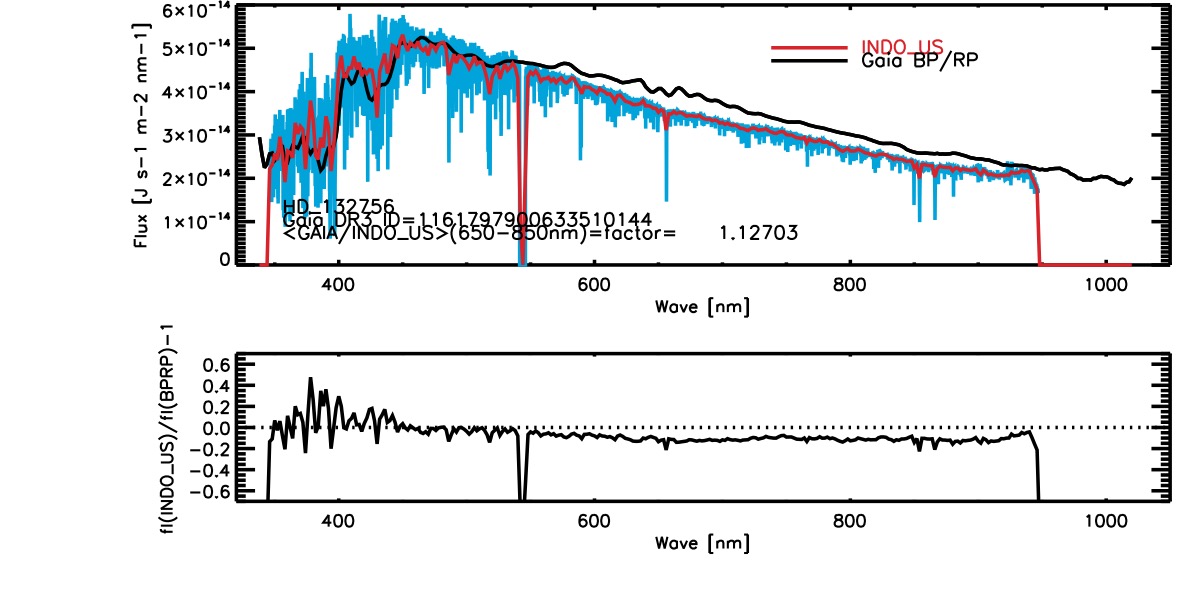 6×10−14
5×10−14
4×10−14
3×10−14
2×10−14
1×10−14
0
Flux [J s−1 m−2 nm−1]
INDO_US
Gaia BP/RP
HD_132756
Gaia DR3 ID=1161797900633510144
<GAIA/INDO_US>(650−850nm)=factor= 1.12703
400 600 800 1000
Wave [nm]
fl(INDO_US)/fl(BPRP)−1
0.6
0.4
0.2
0.0
−0.2
−0.4
−0.6
400 600 800 1000
Wave [nm]